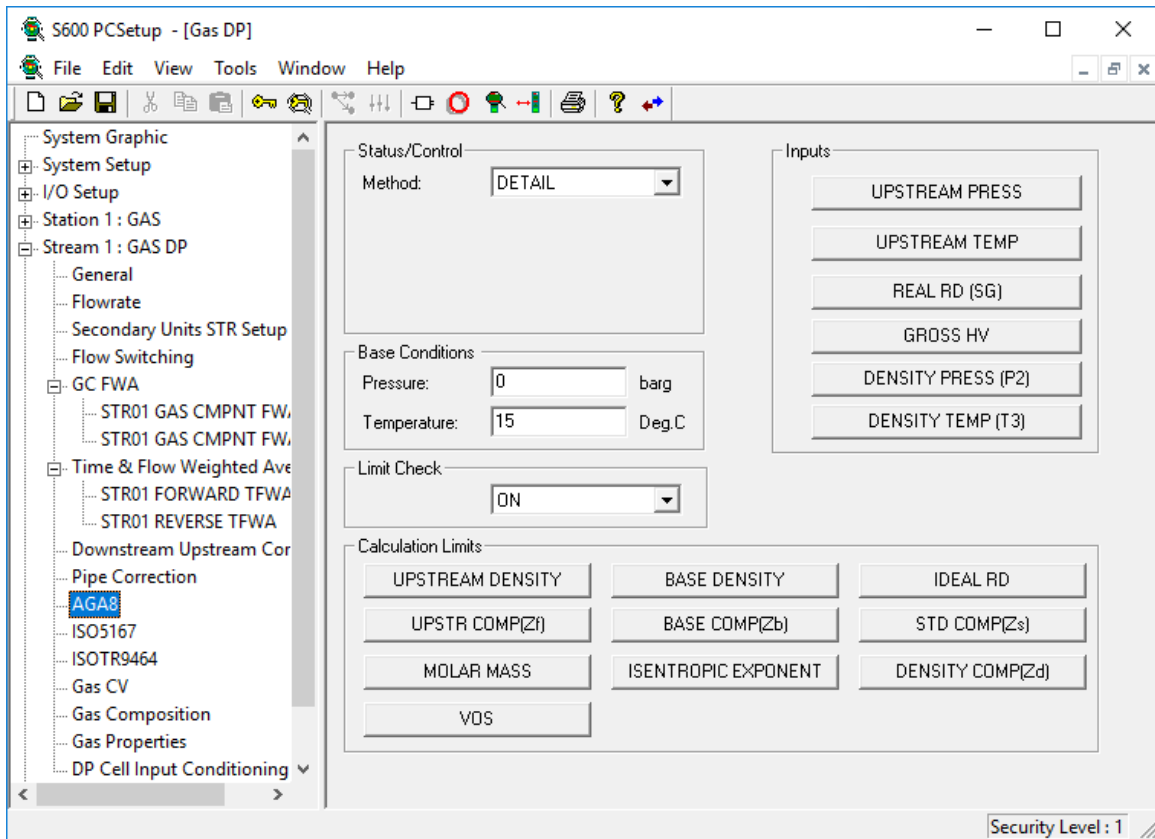 S600 PCSetup - [Gas DP]
File Edit View Tools Window Help
System Graphic
System Setup
I/O Setup
Station 1 : GAS
Stream 1 : GAS DP
General
Flowrate
Secondary Units STR Setup
Flow Switching
GC FWA
STR01 GAS CMPNT FWA
STR01 GAS CMPNT FWA
Time & Flow Weighted Ave
STR01 FORWARD TFWA
STR01 REVERSE TFWA
Downstream Upstream Cor
Pipe Correction
AGA8
ISO5167
ISOTR9464
Gas CV
Gas Composition
Gas Properties
DP Cell Input Conditioning
Status/Control
Method: DETAIL
Base Conditions
Pressure: 0 barg
Temperature: 15 Deg.C
Limit Check
ON
Inputs
UPSTREAM PRESS
UPSTREAM TEMP
REAL RD (SG)
GROSS HV
DENSITY PRESS (P2)
DENSITY TEMP (T3)
Calculation Limits
UPSTREAM DENSITY BASE DENSITY IDEAL RD
UPSTR COMP(Zf) BASE COMP(Zb) STD COMP(Zs)
MOLAR MASS ISENTROPIC EXPONENT DENSITY COMP(Zd)
VOS
Security Level : 1